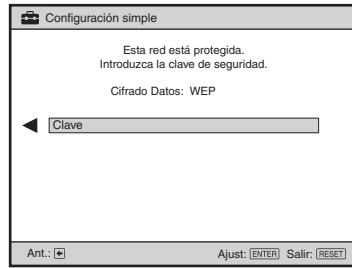 Configuración simple
Esta red está protegida.
Introduzca la clave de seguridad.
Cifrado Datos: WEP
Clave
Ant.: Ajust: ENTER Salir: RESET